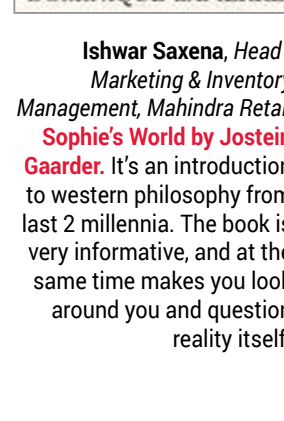 Ishwar Saxena, Head
Marketing & Inventory
Management, Mahindra Retai
Sophie's World by Jostein
Gaarder. It's an introduction
to western philosophy from
last 2 millennia. The book is
very informative, and at the
same time makes you look
around you and question
reality itself